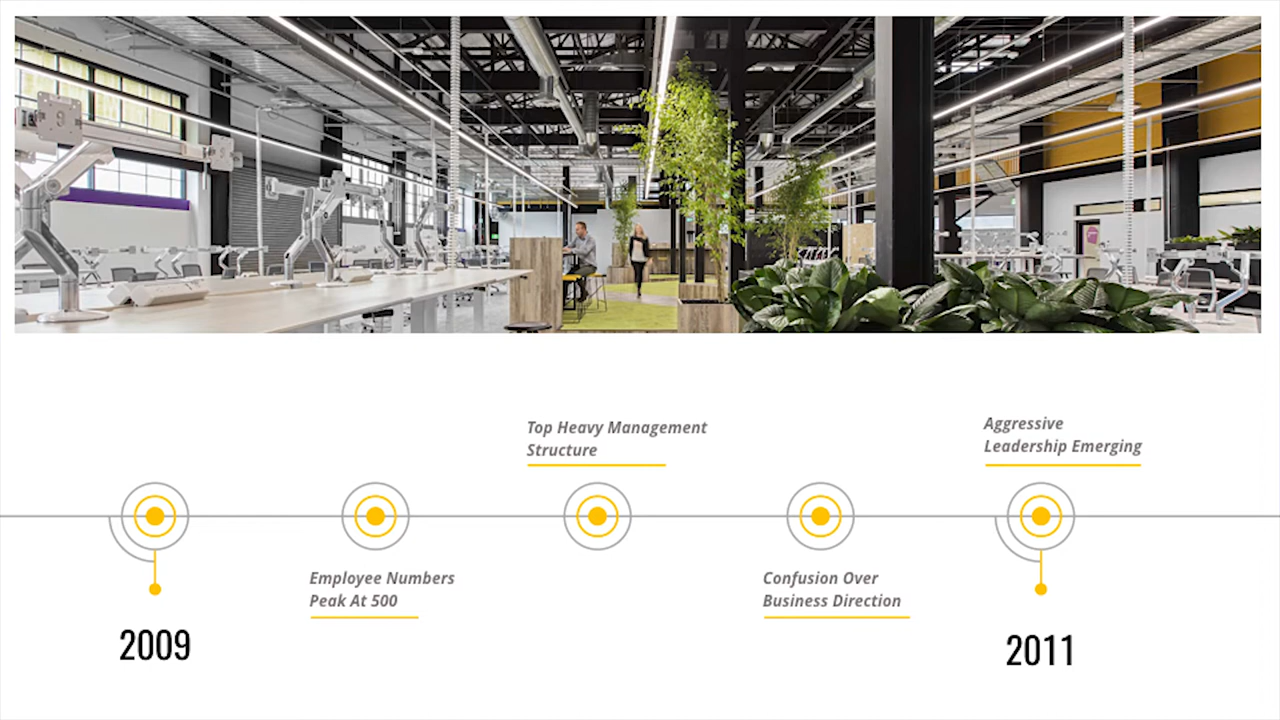 Top Heavy Management
Structure
Aggressive
Leadership Emerging
Employee Numbers
Peak At 500
Confusion Over
Business Direction
2009
2011